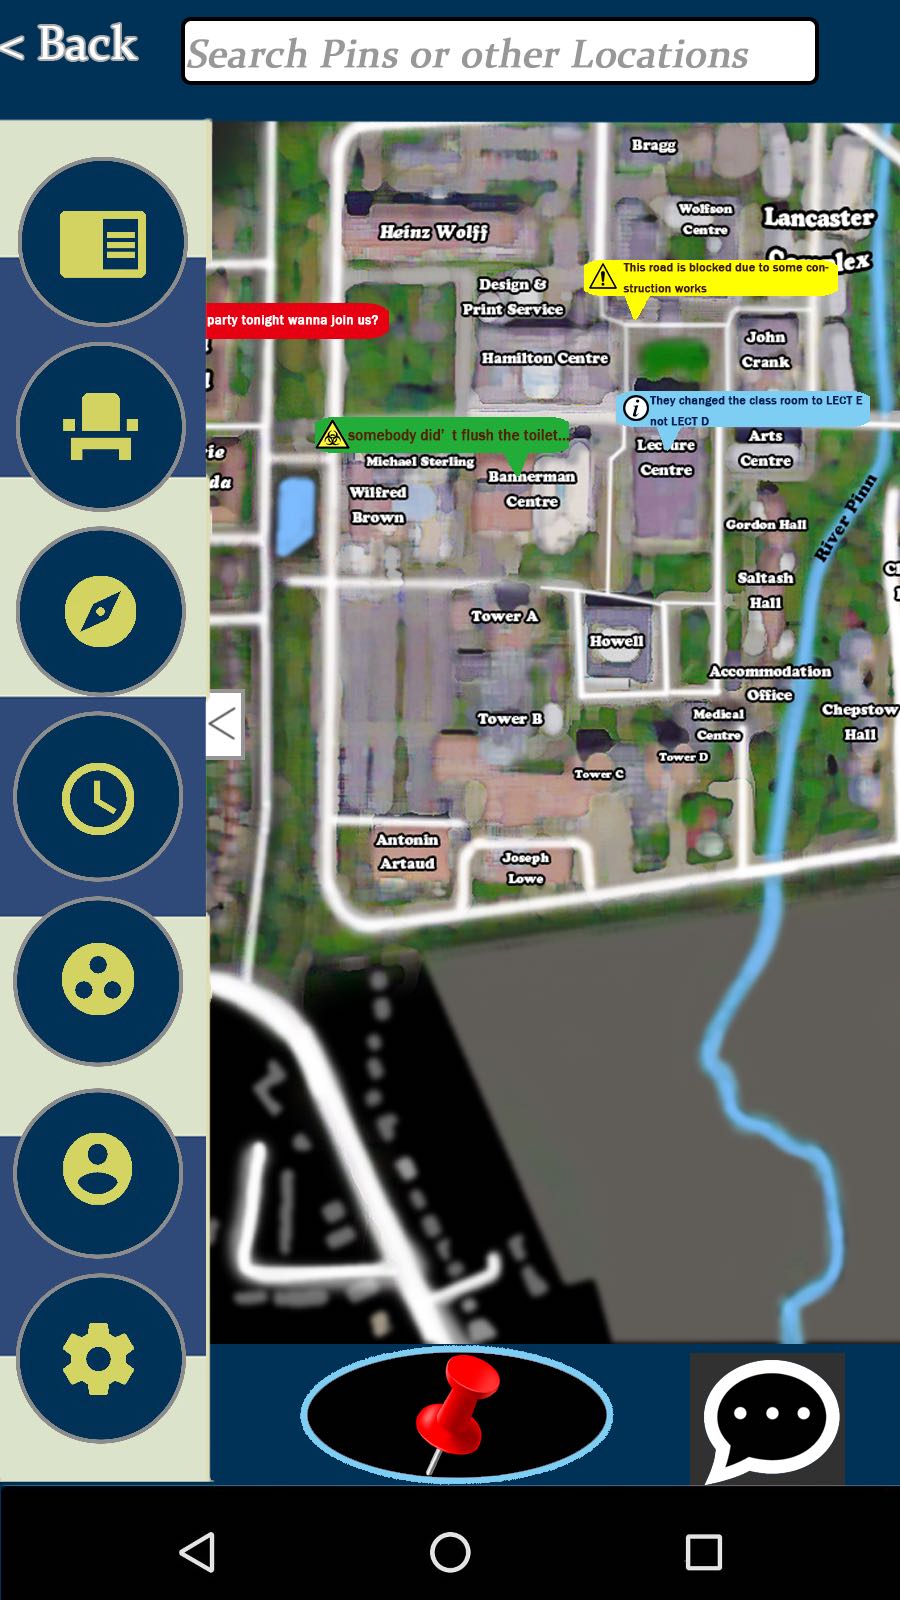 < Back
Search Pins or other Locations
Bragg
Wolfson
Centre
Lancaster
Complex
Heinz Wolff
This road is blocked due to some con-
struction works
Design &
Print Service
party tonight wanna join us?
John
Crank
Hamilton Centre
They changed the class room to LECT E
not LECT D
somebody did’ t flush the toilet...
Lecture
Centre
Arts
Centre
Michael Sterling
Bannerman
Centre
Wilfred
Brown
River Pinn
Gordon Hall
Saltash
Hall
Tower A
Howell
Accommodation
Office
Medical
Centre
Chepstow
Hall
Tower B
Tower D
Tower C
Antonin
Artaud
Joseph
Lowe